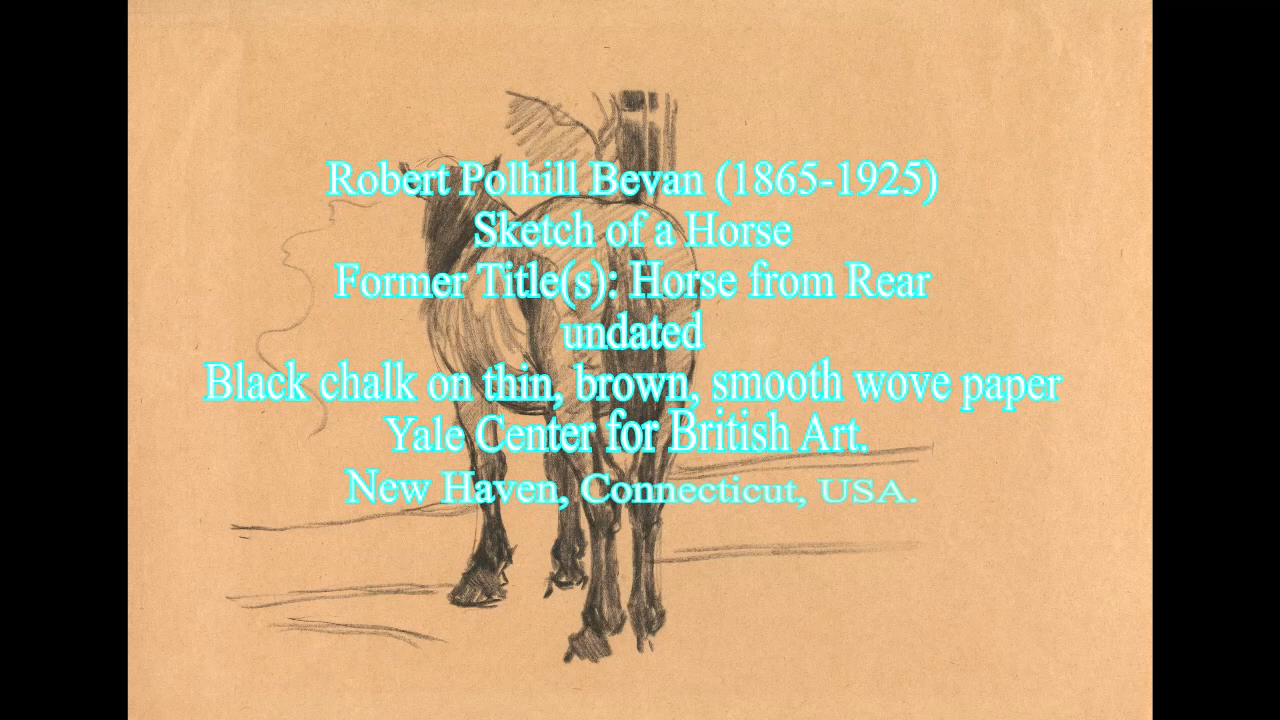 Robert Polhill Bevan (1865-1925)
Sketch of a Horse
Former Title(s): Horse from Rear
undated
Black chalk on thin, brown, smooth wove paper
Yale Center for British Art.
New Haven, Connecticut, USA.